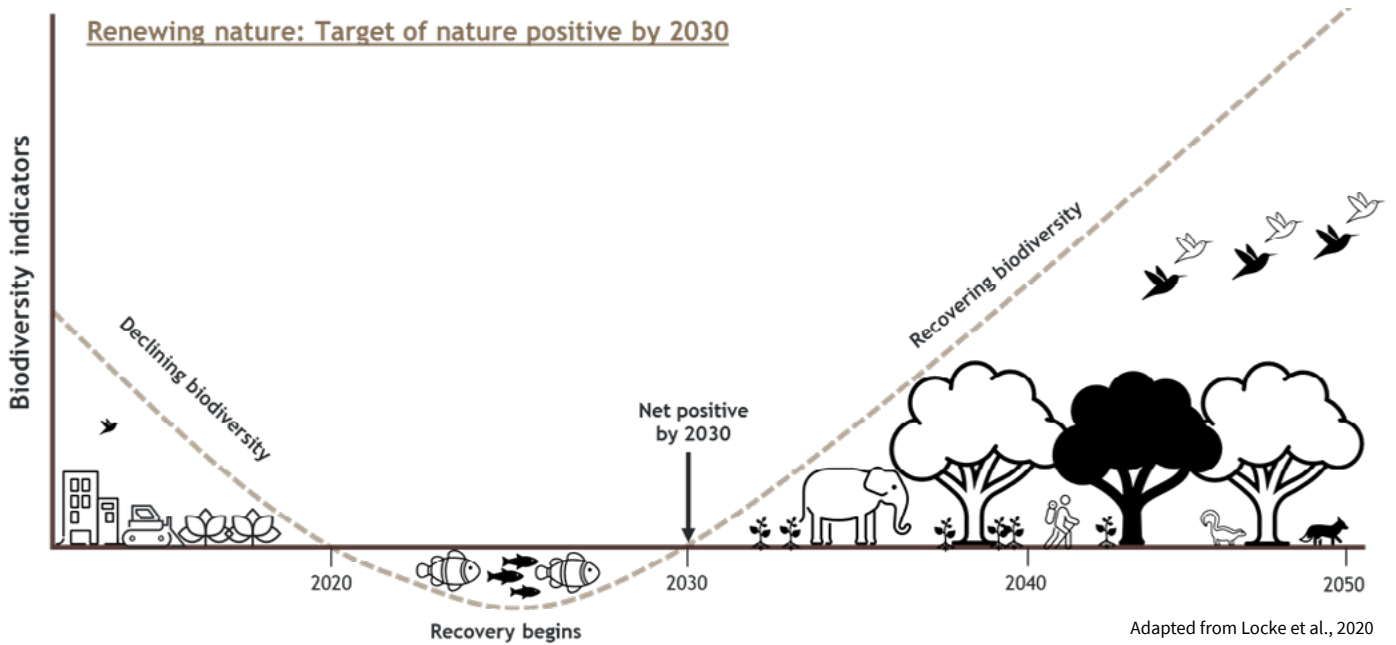 Renewing nature: Target of nature positive by 2030
Biodiversity indicators
Declining biodiversity
Recovering biodiversity
Net positive
by 2030
2020
2030
2040
2050
Recovery begins
Adapted from Locke et al., 2020